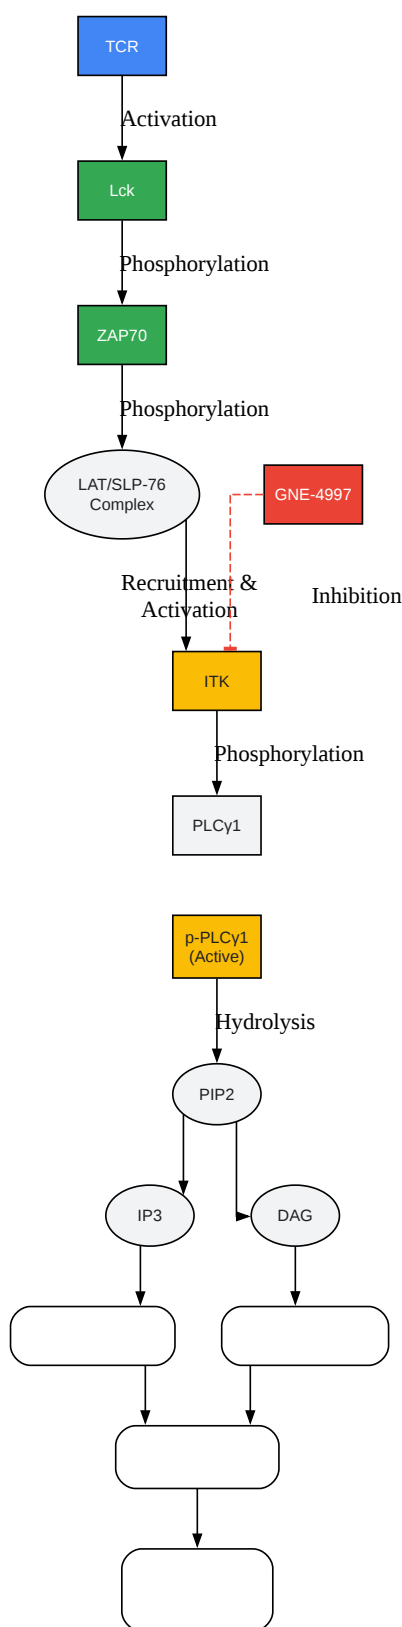 TCR
Activation
Lck
Phosphorylation
ZAP70
Phosphorylation
LAT/SLP-76
Complex
GNE-4997
Recruitment &
Activation
Inhibition
ITK
Phosphorylation
PLCγ1
p-PLCγ1
(Active)
Hydrolysis
PIP2
IP3
DAG